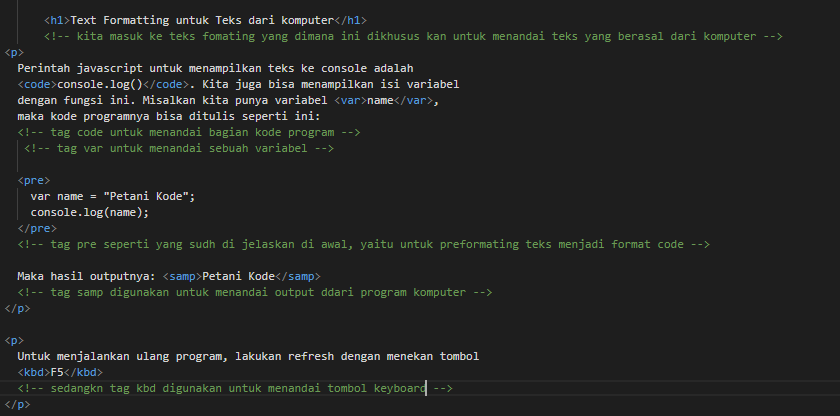 <h1>Text Formatting untuk Teks dari komputer</h1>
<!-- kita masuk ke teks fomating yang dimana ini dikhusus kan untuk menandai teks yang berasal dari komputer -->
<p>
Perintah javascript untuk menampilkan teks ke console adalah
<code>console.log()</code>. Kita juga bisa menampilkan isi variabel
dengan fungsi ini. Misalkan kita punya variabel <var>name</var>,
maka kode programnya bisa ditulis seperti ini:
<!-- tag code untuk menandai bagian kode program -->
<!-- tag var untuk menandai sebuah variabel -->
<pre>
var name = "Petani Kode";
console.log(name);
</pre>
<!-- tag pre seperti yang sudh di jelaskan di awal, yaitu untuk preformating teks menjadi format code -->
Maka hasil outputnya: <samp>Petani Kode</samp>
<!-- tag samp digunakan untuk menandai output ddari program komputer -->
</p>
<p>
Untuk menjalankan ulang program, lakukan refresh dengan menekan tombol
<kbd>F5</kbd>
<!-- sedangkn tag kbd digunakan untuk menandai tombol keyboard -->
</p>